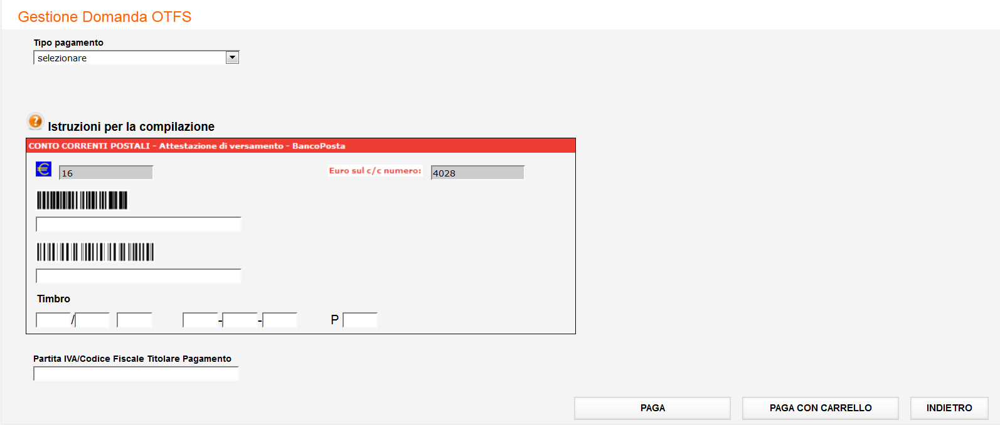 Gestione Domanda OTFS
Tipo pagamento
selezionare
Istruzioni per la compilazione
CONTO CORRENTI POSTALI - Attestazione di versamento - BancoPosta
€ 16 Euro sul c/c numero: 4028
Timbro
/ - - P
Partita IVA/Codice Fiscale Titolare Pagamento
PAGA PAGA CON CARRELLO INDIETRO